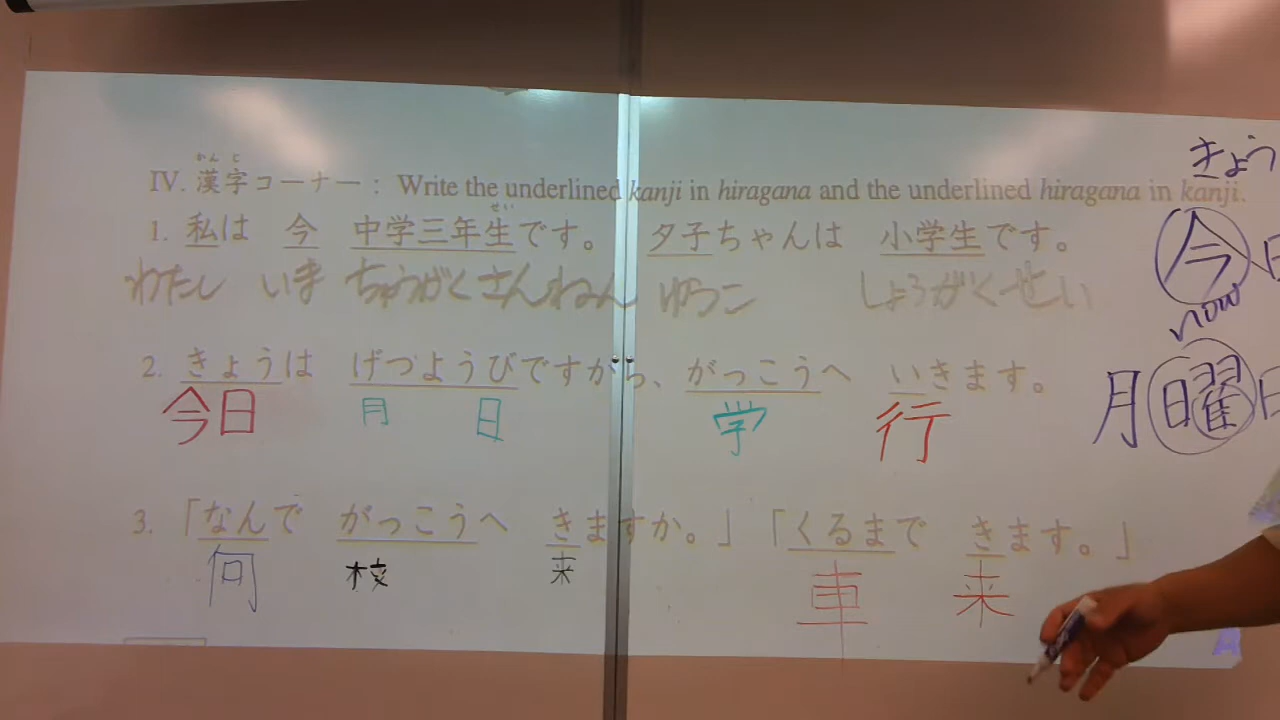 かん じ
IV. 漢字コーナー : Write the underlined kanji in hiragana and the underlined hiragana in kanji.
せい
1. 私は 今 中学三年生です。 夕子ちゃんは 小学生です。
わたし いま ちゅうがくさんねん ゆうこ しょうがくせい
2. きょうは げつようびですから、がっこうへ いきます。
今日 月 日 学 行
3. 「なんで がっこうへ きますか。」「くるまで きます。」
何 校 来 車 来
きょう
今日
now
月日曜日